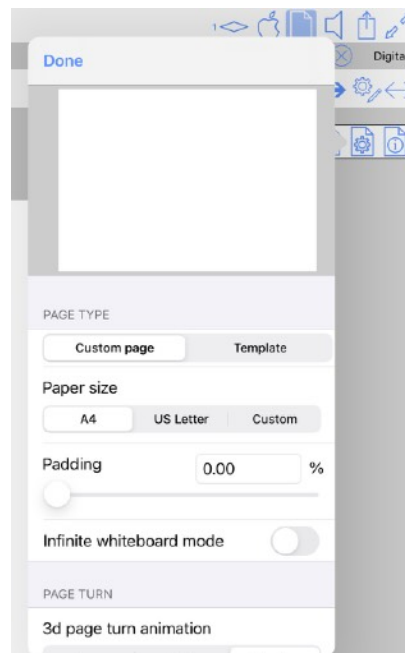 1
Done
Digita
PAGE TYPE
Custom page Template
Paper size
A4 US Letter Custom
Padding 0.00 %
Infinite whiteboard mode
PAGE TURN
3d page turn animation